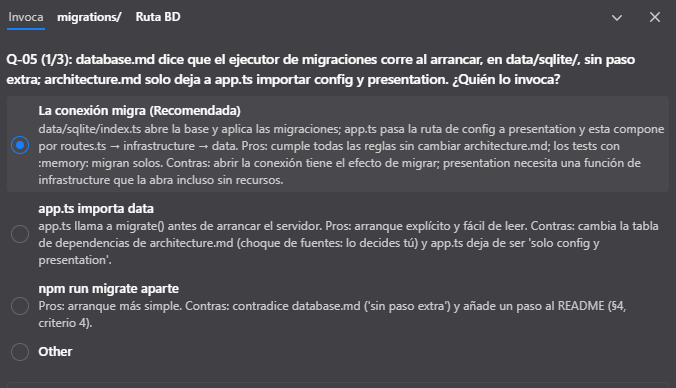 Invoca migrations/ Ruta BD
Q-05 (1/3): database.md dice que el ejecutor de migraciones corre al arrancar, en data/sqlite/, sin paso
extra; architecture.md solo deja a app.ts importar config y presentation. ¿Quién lo invoca?
La conexión migra (Recomendada)
data/sqlite/index.ts abre la base y aplica las migraciones; app.ts pasa la ruta de config a presentation y esta compone
por routes.ts → infrastructure → data. Pros: cumple todas las reglas sin cambiar architecture.md; los tests con
:memory: migran solos. Contras: abrir la conexión tiene el efecto de migrar; presentation necesita una función de
infrastructure que la abra incluso sin recursos.
app.ts importa data
app.ts llama a migrate() antes de arrancar el servidor. Pros: arranque explícito y fácil de leer. Contras: cambia la tabla
de dependencias de architecture.md (choque de fuentes: lo decides tú) y app.ts deja de ser 'solo config y
presentation'.
npm run migrate aparte
Pros: arranque más simple. Contras: contradice database.md ('sin paso extra') y añade un paso al README (§4,
criterio 4).
Other